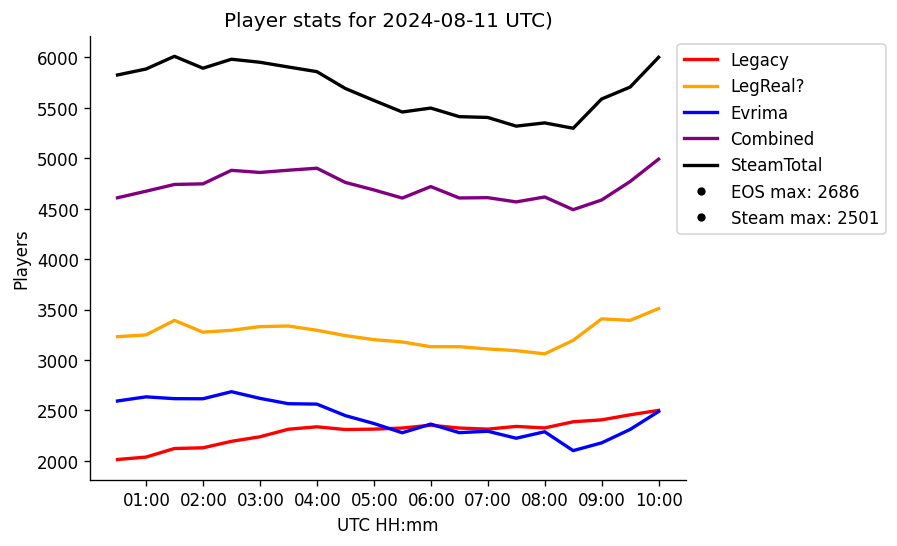 Player stats for 2024-08-11 UTC)
6000
5500
5000
4500
4000
3500
3000
2500
2000
Players
01:00 02:00 03:00 04:00 05:00 06:00 07:00 08:00 09:00 10:00
UTC HH:mm
Legacy
LegReal?
Evrima
Combined
SteamTotal
EOS max: 2686
Steam max: 2501